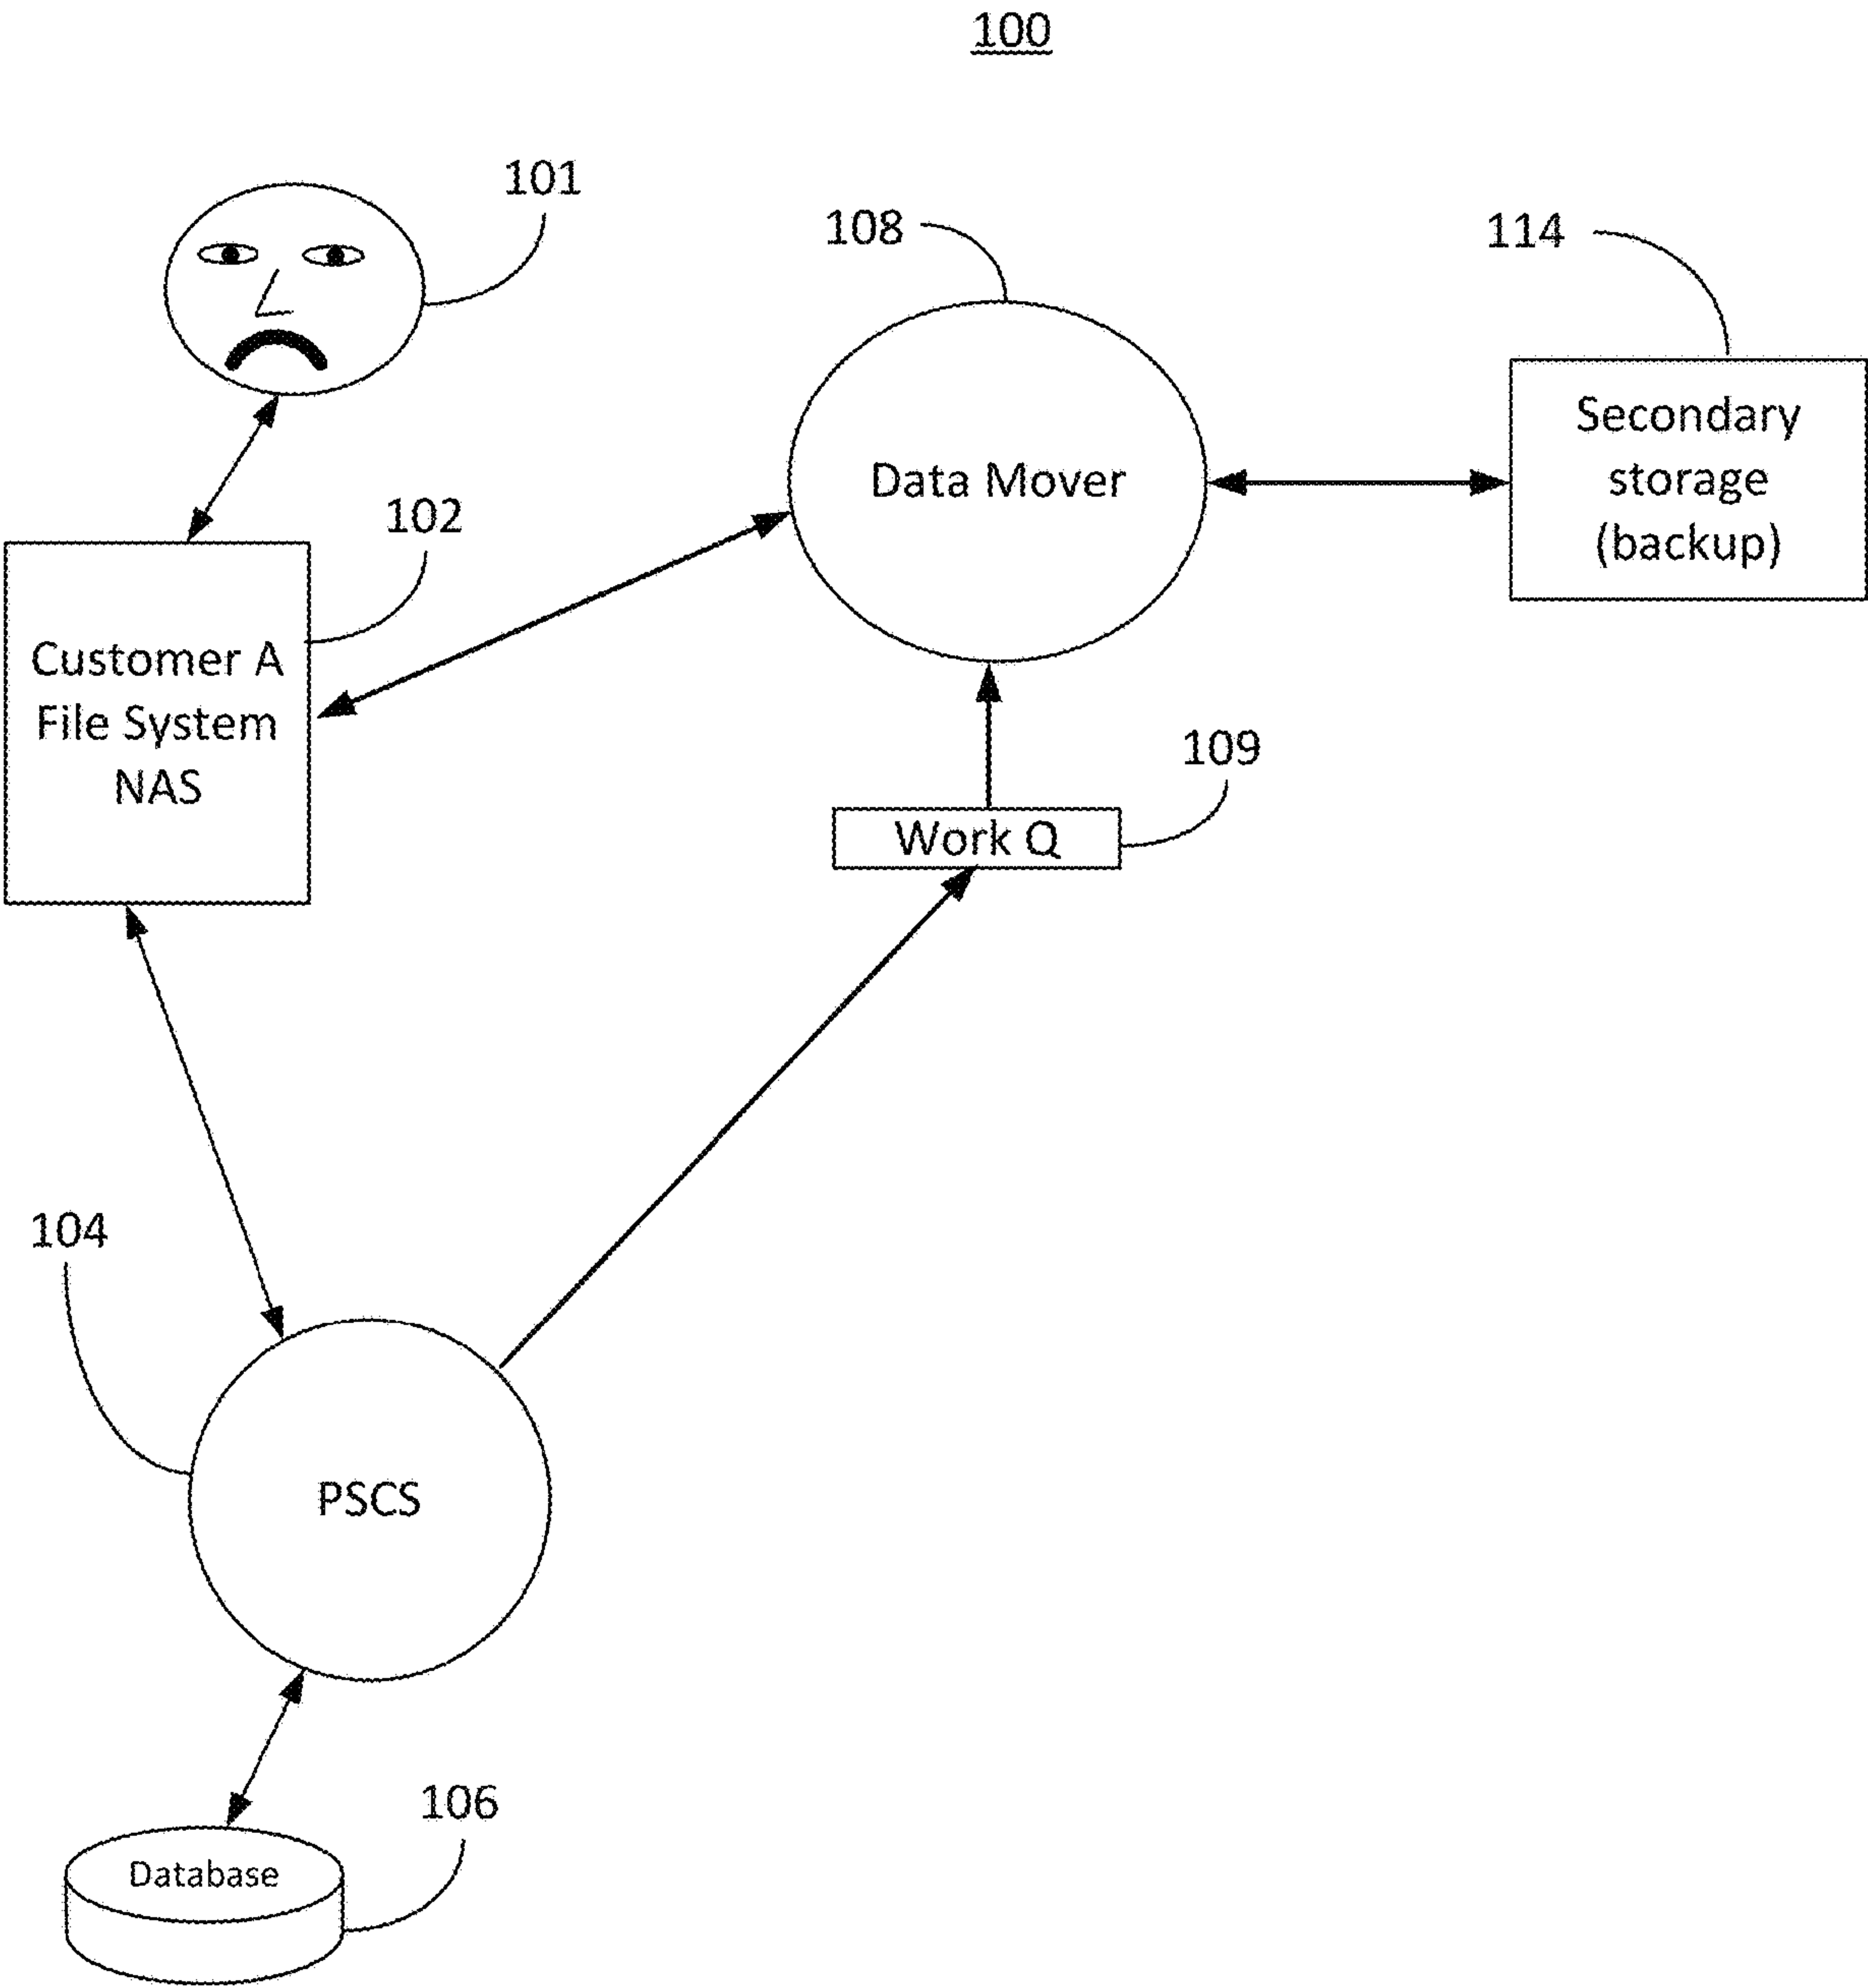 100
101
108
114
Secondary
storage
(backup)
Data Mover
102
Customer A
File System
NAS
109
Work Q
104
PSCS
106
Database